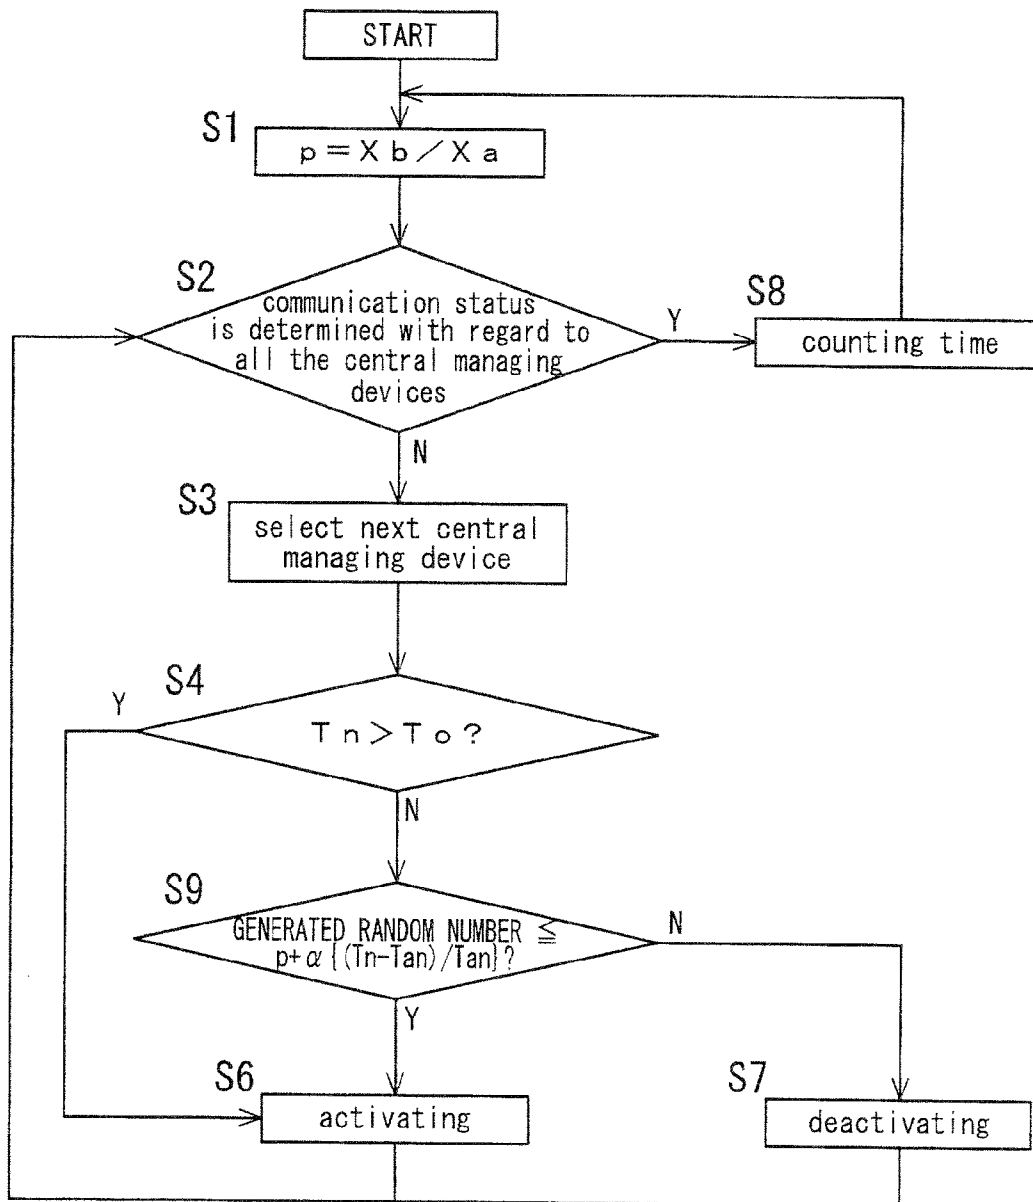 START
S1
p=Xb/Xa
S2
communication status
is determined with regard to
all the central managing
devices
Y
S8
counting time
N
S3
select next central
managing device
S4
Y
Tn>To?
N
S9
GENERATED RANDOM NUMBER ≦
p+α{(Tn-Tan)/Tan}?
N
Y
S6
activating
S7
deactivating